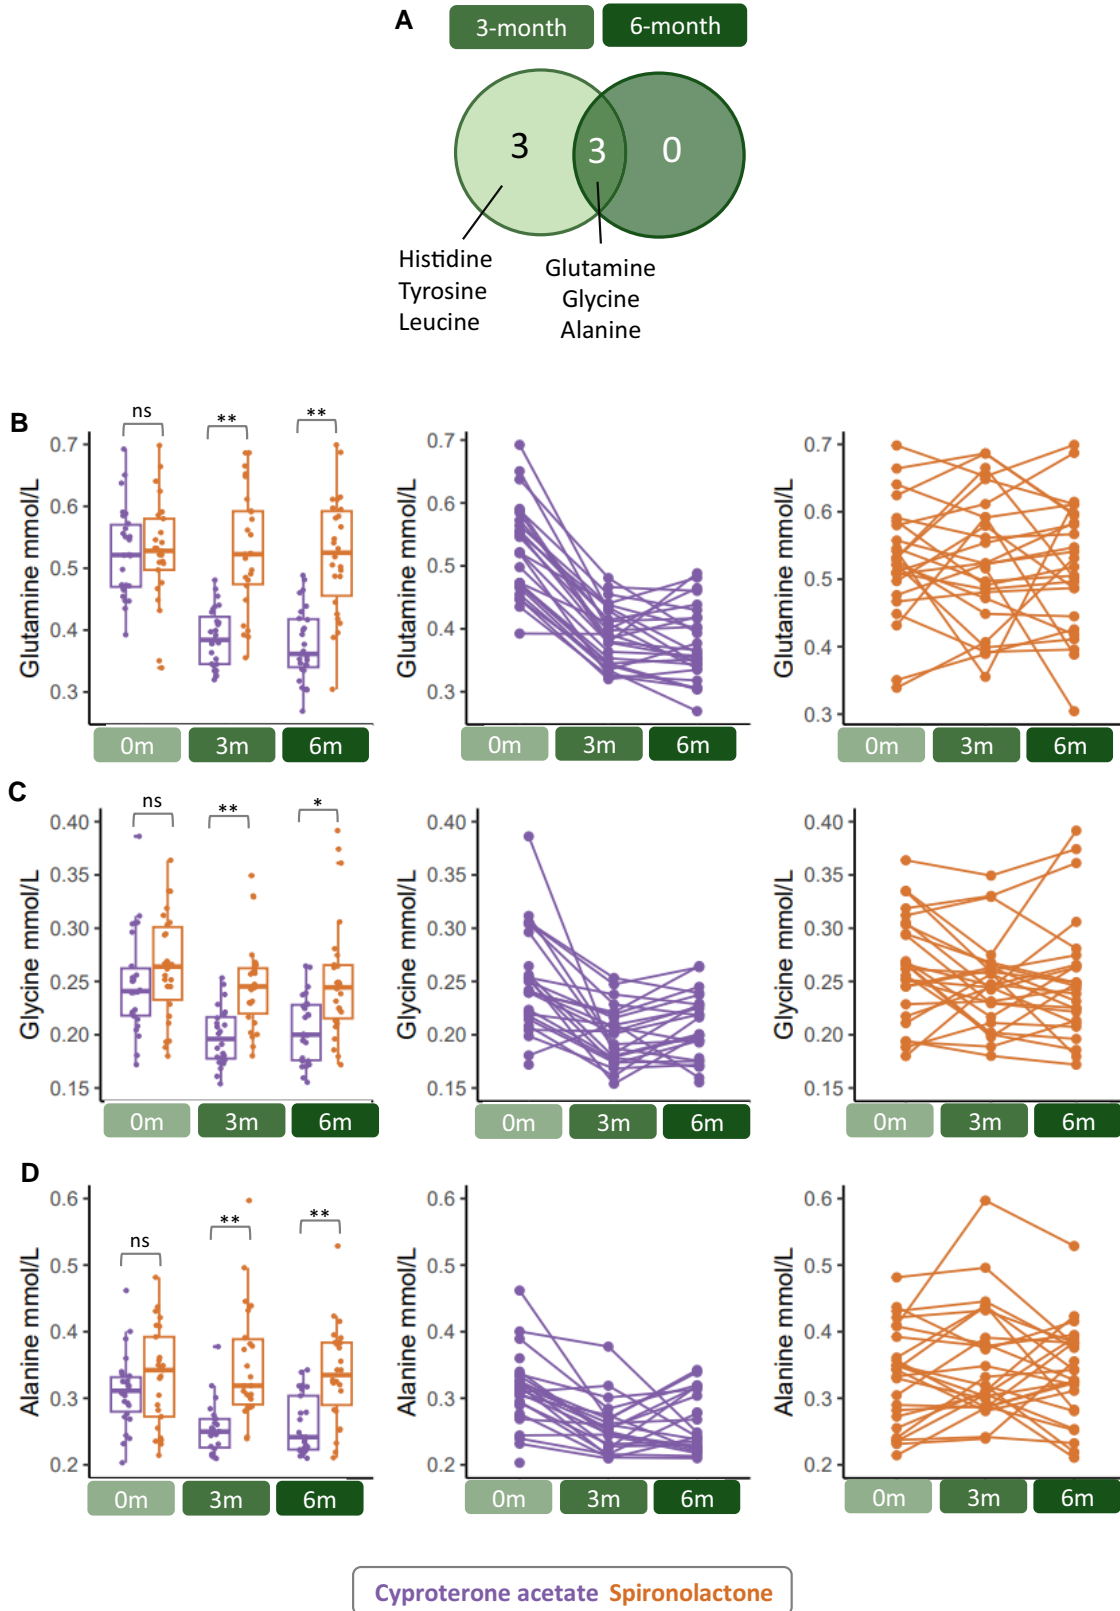 A
3-month 6-month
3 3 0
Histidine
Tyrosine
Leucine
Glutamine
Glycine
Alanine
B
ns ** **
Glutamine mmol/L
0.7
0.6
0.5
0.4
0.3
0m 3m 6m
Glutamine mmol/L
0.7
0.6
0.5
0.4
0.3
0m 3m 6m
Glutamine mmol/L
0.7
0.6
0.5
0.4
0.3
0m 3m 6m
C
ns ** *
Glycine mmol/L
0.40
0.35
0.30
0.25
0.20
0.15
0m 3m 6m
Glycine mmol/L
0.40
0.35
0.30
0.25
0.20
0.15
0m 3m 6m
Glycine mmol/L
0.40
0.35
0.30
0.25
0.20
0.15
0m 3m 6m
D
ns ** **
Alanine mmol/L
0.6
0.5
0.4
0.3
0.2
0m 3m 6m
Alanine mmol/L
0.6
0.5
0.4
0.3
0.2
0m 3m 6m
Alanine mmol/L
0.6
0.5
0.4
0.3
0.2
0m 3m 6m
Cyproterone acetate Spironolactone